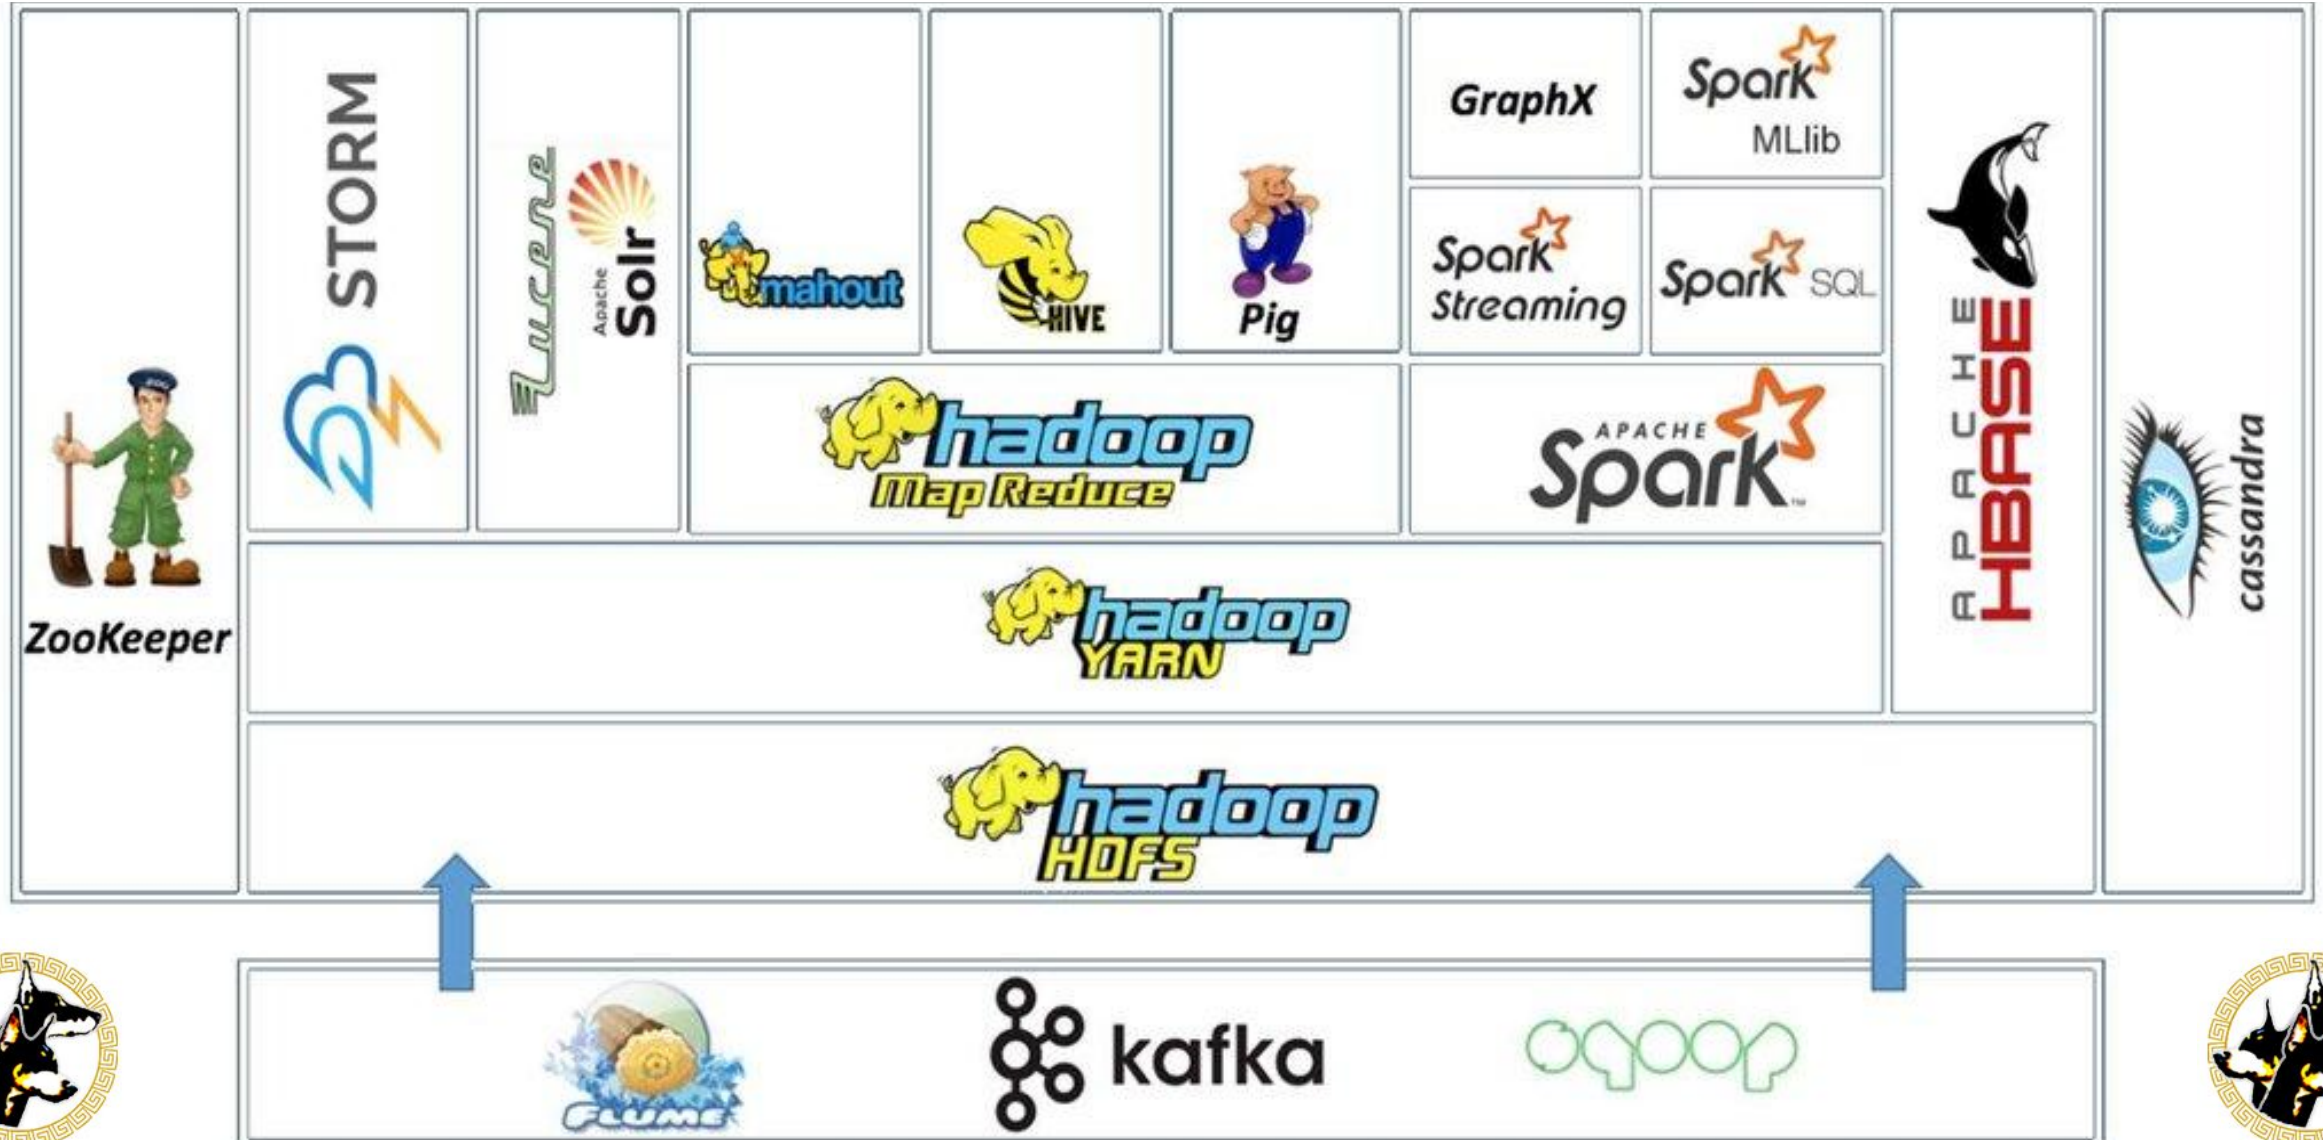 ZooKeeper
STORM
Lucene
Apache
Solr
mahout
HIVE
Pig
GraphX
Spark
MLlib
Spark
Streaming
Spark SQL
hadoop
Map Reduce
APACHE
Spark™
APACHE
HBASE
cassandra
hadoop
YARN
hadoop
HDFS
FLUME
kafka
sqoop